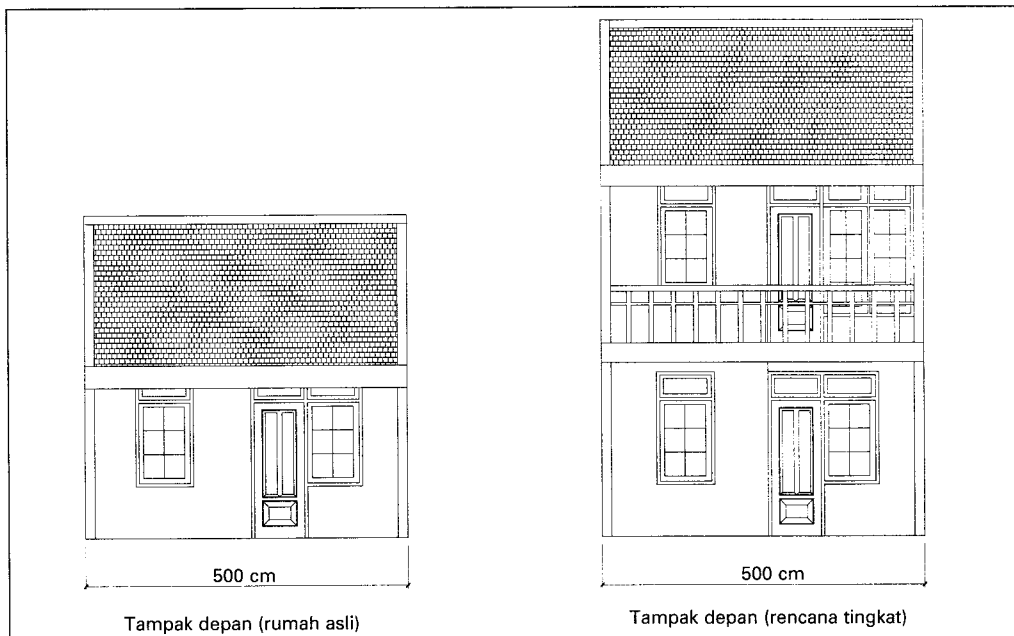 500 cm
Tampak depan (rumah asli)
500 cm
Tampak depan (rencana tingkat)